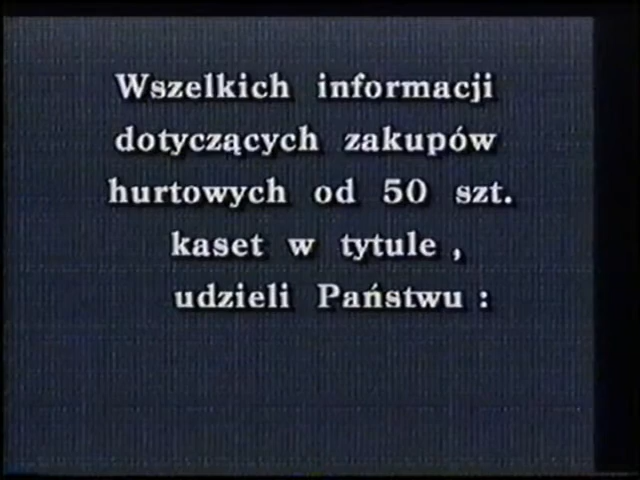 Wszelkich informacji
dotyczących zakupów
hurtowych od 50 szt.
kaset w tytule ,
udzieli Państwu :